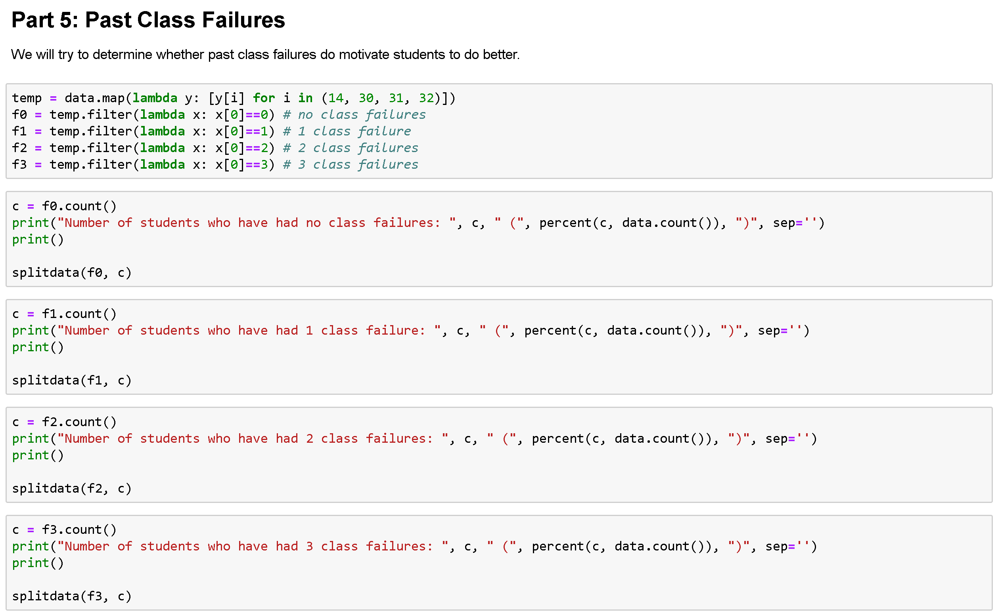 Part 5: Past Class Failures
We will try to determine whether past class failures do motivate students to do better.
temp = data.map(lambda y: [y[i] for i in (14, 30, 31, 32)])
f0 = temp.filter(lambda x: x[0]==0) # no class failures
f1 = temp.filter(lambda x: x[0]==1) # 1 class failure
f2 = temp.filter(lambda x: x[0]==2) # 2 class failures
f3 = temp.filter(lambda x: x[0]==3) # 3 class failures
c = f0.count()
print("Number of students who have had no class failures: ", c, " (", percent(c, data.count()), ")", sep='')
print()
splitdata(f0, c)
c = f1.count()
print("Number of students who have had 1 class failure: ", c, " (", percent(c, data.count()), ")", sep='')
print()
splitdata(f1, c)
c = f2.count()
print("Number of students who have had 2 class failures: ", c, " (", percent(c, data.count()), ")", sep='')
print()
splitdata(f2, c)
c = f3.count()
print("Number of students who have had 3 class failures: ", c, " (", percent(c, data.count()), ")", sep='')
print()
splitdata(f3, c)